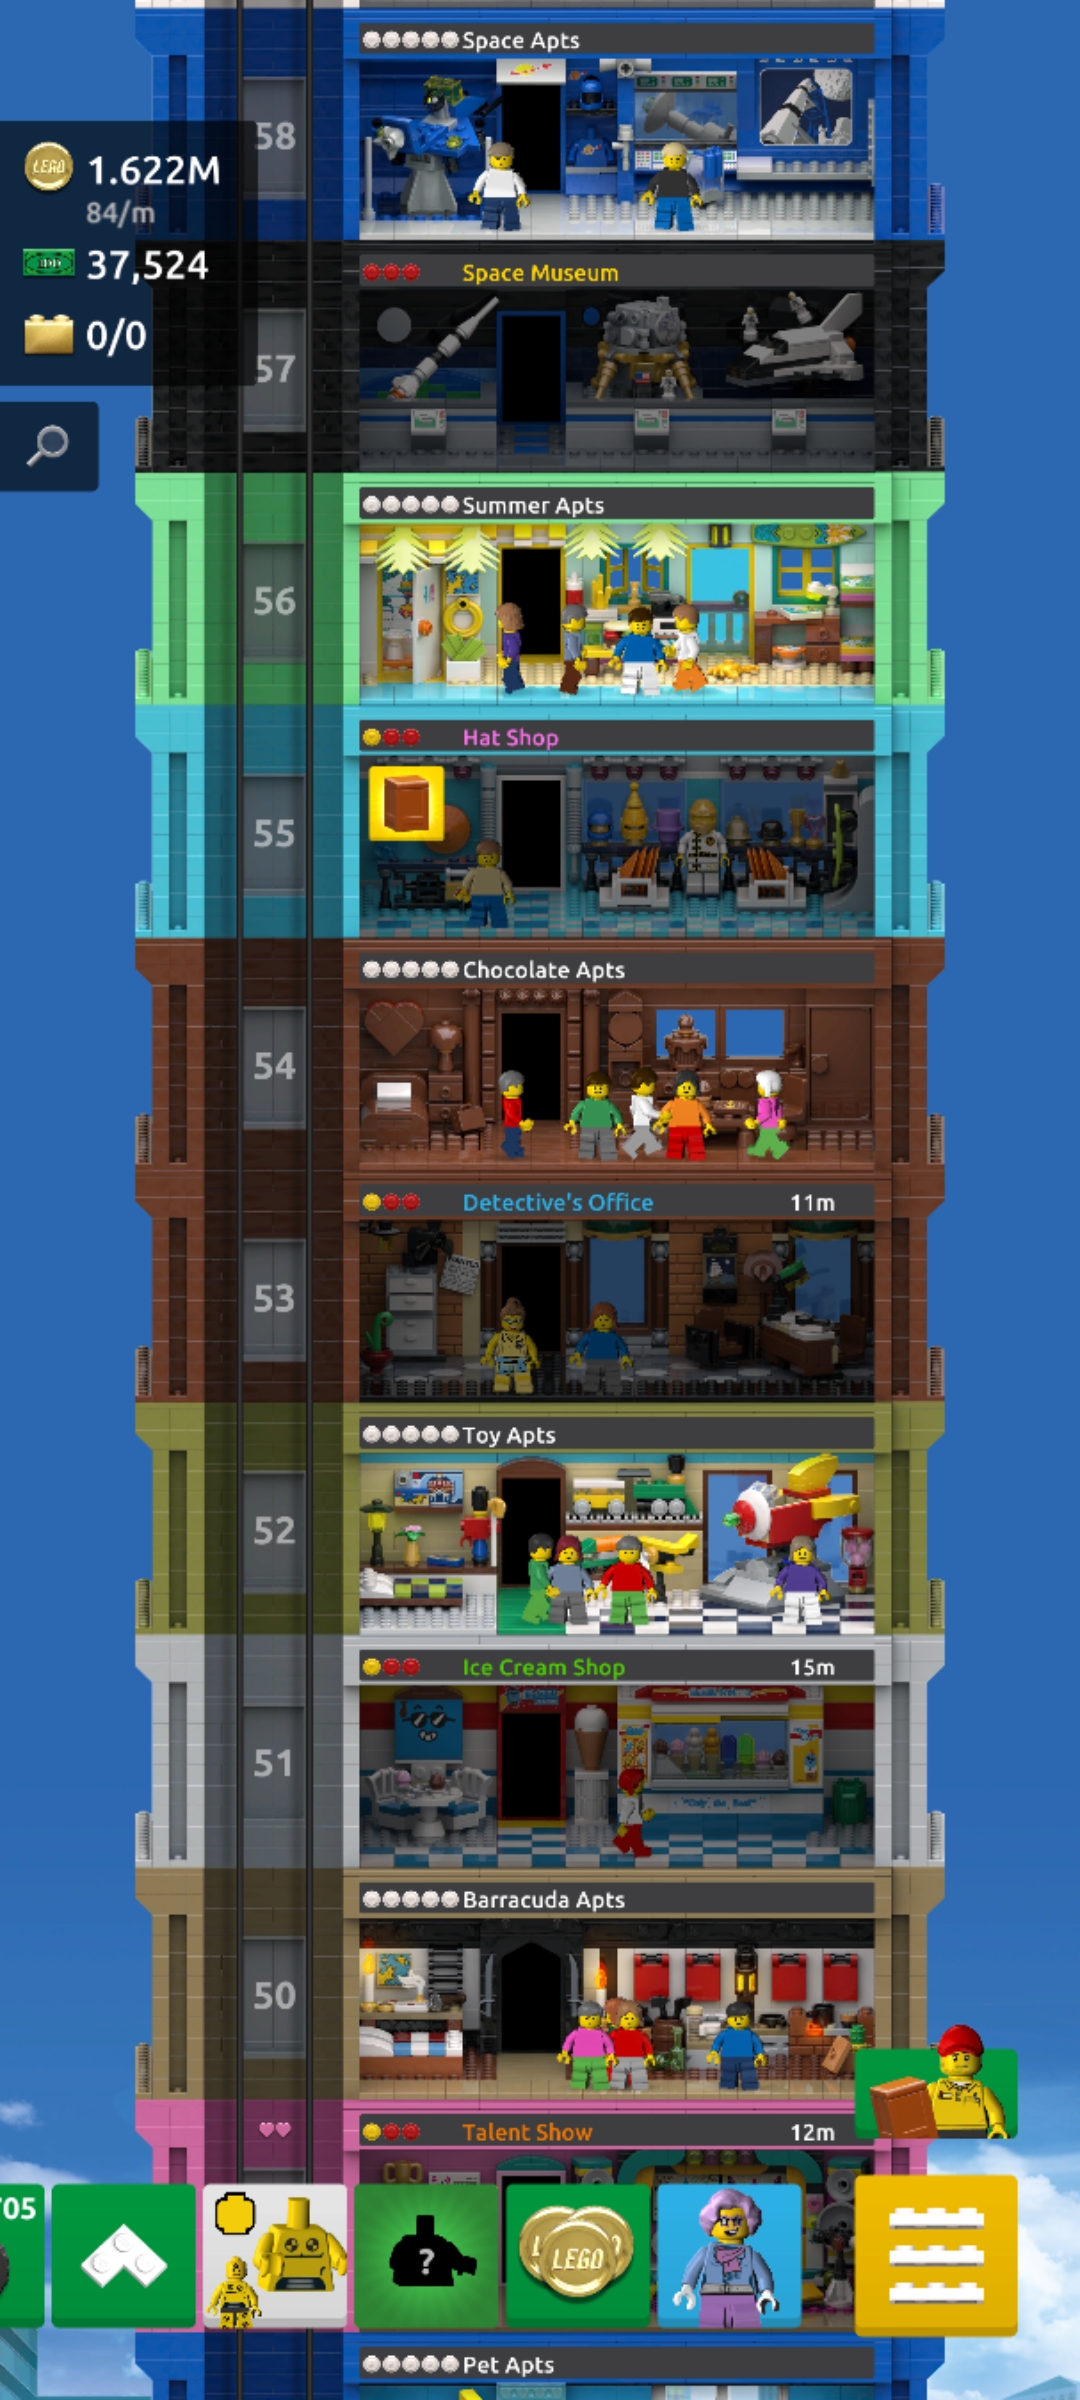 Space Apts
58
LEGO
1.622M
84/m
37,524
0/0
Space Museum
57
Summer Apts
56
Hat Shop
55
Chocolate Apts
54
Detective's Office 11m
53
Toy Apts
52
Ice Cream Shop 15m
51
Barracuda Apts
50
Talent Show 12m
?
LEGO
Pet Apts